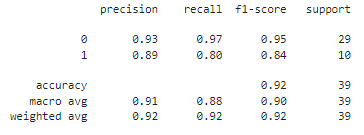 precision recall f1-score support
0 0.93 0.97 0.95 29
1 0.89 0.80 0.84 10
accuracy 0.92 39
macro avg 0.91 0.88 0.90 39
weighted avg 0.92 0.92 0.92 39